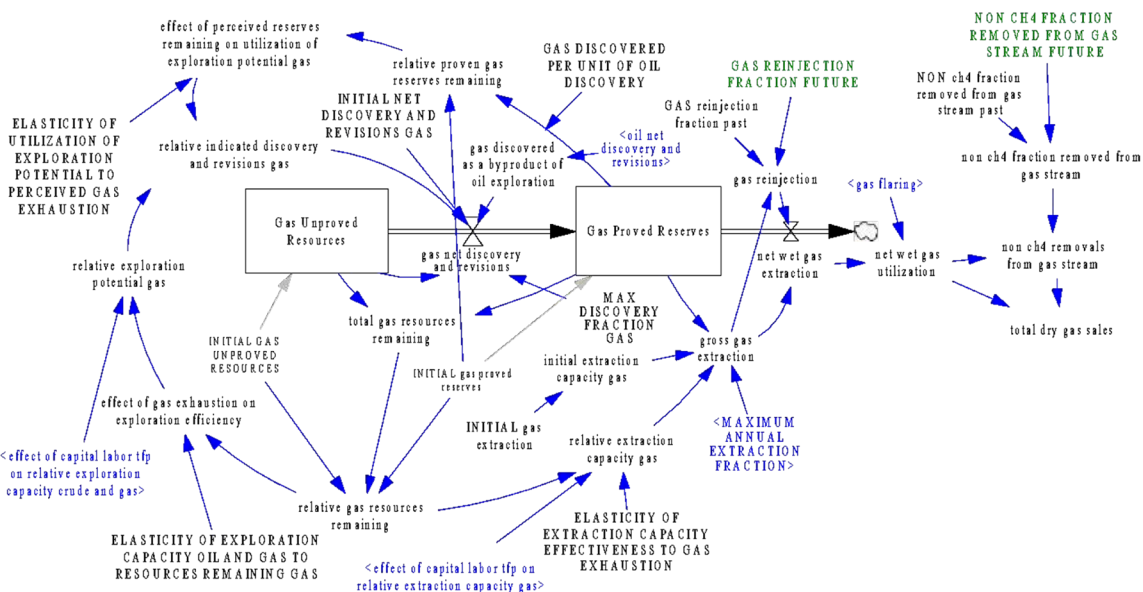 effect of perceived reserves
remaining on utilization of
exploration potential gas
relative proven gas
reserves remaining
GAS DISCOVERED
PER UNIT OF OIL
DISCOVERY
GAS REINJECTION
FRACTION FUTURE
NON CH4 FRACTION
REMOVED FROM GAS
STREAM FUTURE
NON ch4 fraction
removed from gas
stream past
INITIAL NET
DISCOVERY AND
REVISIONS GAS
GAS reinjection
fraction past
ELASTICITY OF
UTILIZATION OF
EXPLORATION
POTENTIAL TO
PERCEIVED GAS
EXHAUSTION
relative indicated discovery
and revisions gas
gas discovered
as a byproduct of
oil exploration
<oil net
discovery and
revisions>
gas reinjection
non ch4 fraction removed from
gas stream
<gas flaring>
Gas Unproved
Resources
gas net discovery
and revisions
Gas Proved Reserves
net wet gas
extraction
net wet gas
utilization
non ch4 removals
from gas stream
relative exploration
potential gas
total gas resources
remaining
MAX
DISCOVERY
FRACTION
GAS
gross gas
extraction
total dry gas sales
INITIAL GAS
UNPROVED
RESOURCES
INITIAL gas proved
reserves
initial extraction
capacity gas
effect of gas exhaustion on
exploration efficiency
INITIAL gas
extraction
relative extraction
capacity gas
<MAXIMUM
ANNUAL
EXTRACTION
FRACTION>
<effect of capital labor tfp
on relative exploration
capacity crude and gas>
relative gas resources
remaining
ELASTICITY OF EXPLORATION
CAPACITY OIL AND GAS TO
RESOURCES REMAINING GAS
ELASTICITY OF
EXTRACTION CAPACITY
EFFECTIVENESS TO GAS
EXHAUSTION
<effect of capital labor tfp on
relative extraction capacity gas>